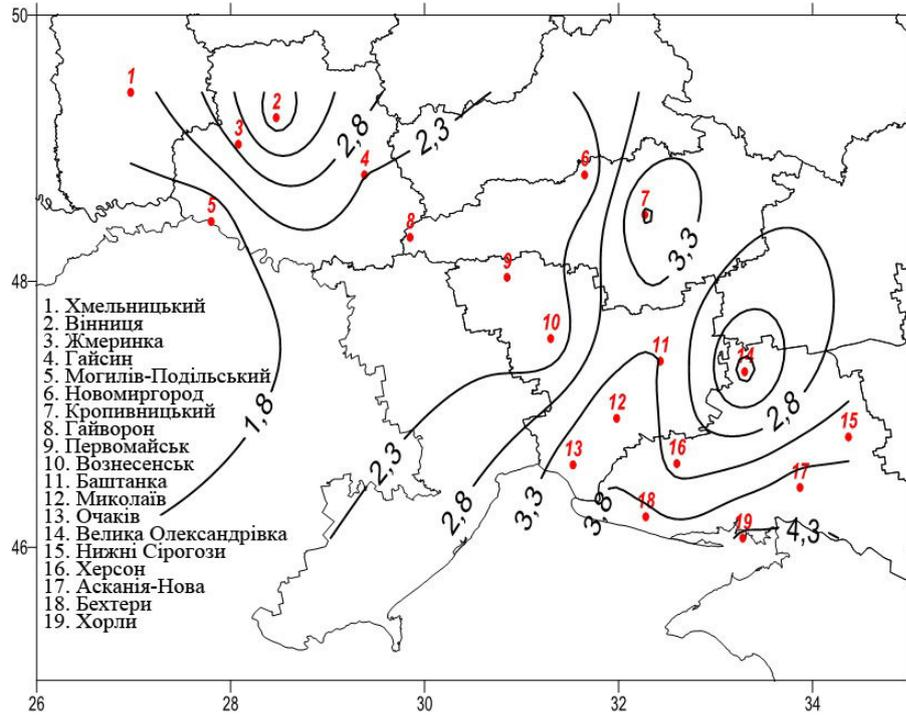 50
1
2
3
2,8
2,3
4
6
7
5
8
3,3
9
48
10
11
14
1. Хмельницький
2. Вінниця
3. Жмеринка
4. Гайсин
5. Могилів-Подільський
6. Новомиргород
7. Кропивницький
8. Гайворон
9. Первомайськ
10. Вознесенськ
11. Баштанка
12. Миколаїв
13. Очаків
14. Велика Олександрівка
15. Нижні Сірогози
16. Херсон
17. Асканія-Нова
18. Бехтери
19. Хорли
1,8
12
2,8
15
13
16
2,3
17
2,8
3,3
3,8
18
19
4,3
46
26
28
30
32
34